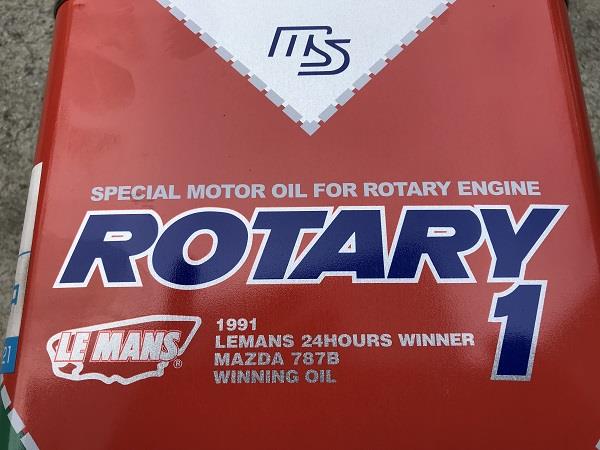 MS
SPECIAL MOTOR OIL FOR ROTARY ENGINE
ROTARY
1
LE MANS®
1991
LEMANS 24HOURS WINNER
MAZDA 787B
WINNING OIL